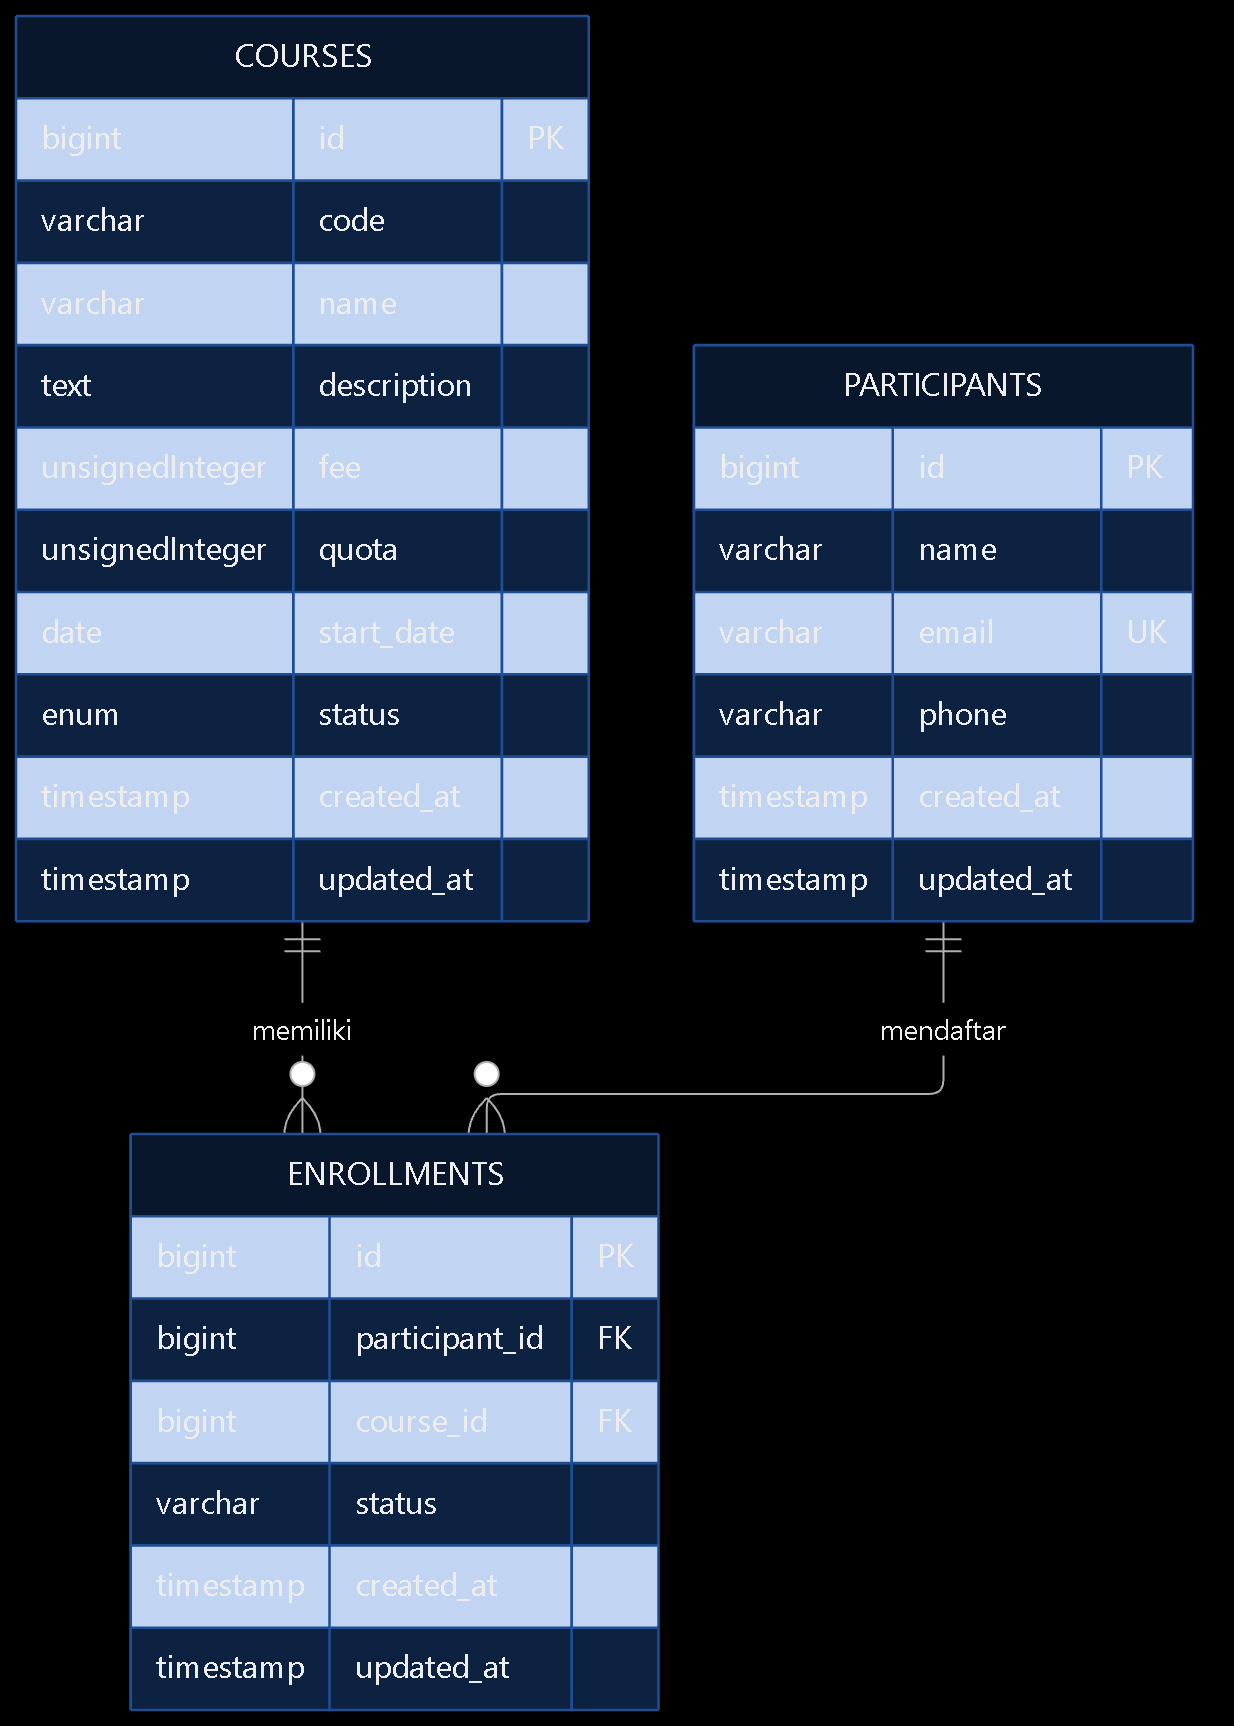 COURSES
bigint id PK
varchar code
varchar name
text description
unsignedInteger fee
unsignedInteger quota
date start_date
enum status
timestamp created_at
timestamp updated_at
PARTICIPANTS
bigint id PK
varchar name
varchar email UK
varchar phone
timestamp created_at
timestamp updated_at
memiliki
mendaftar
ENROLLMENTS
bigint id PK
bigint participant_id FK
bigint course_id FK
varchar status
timestamp created_at
timestamp updated_at